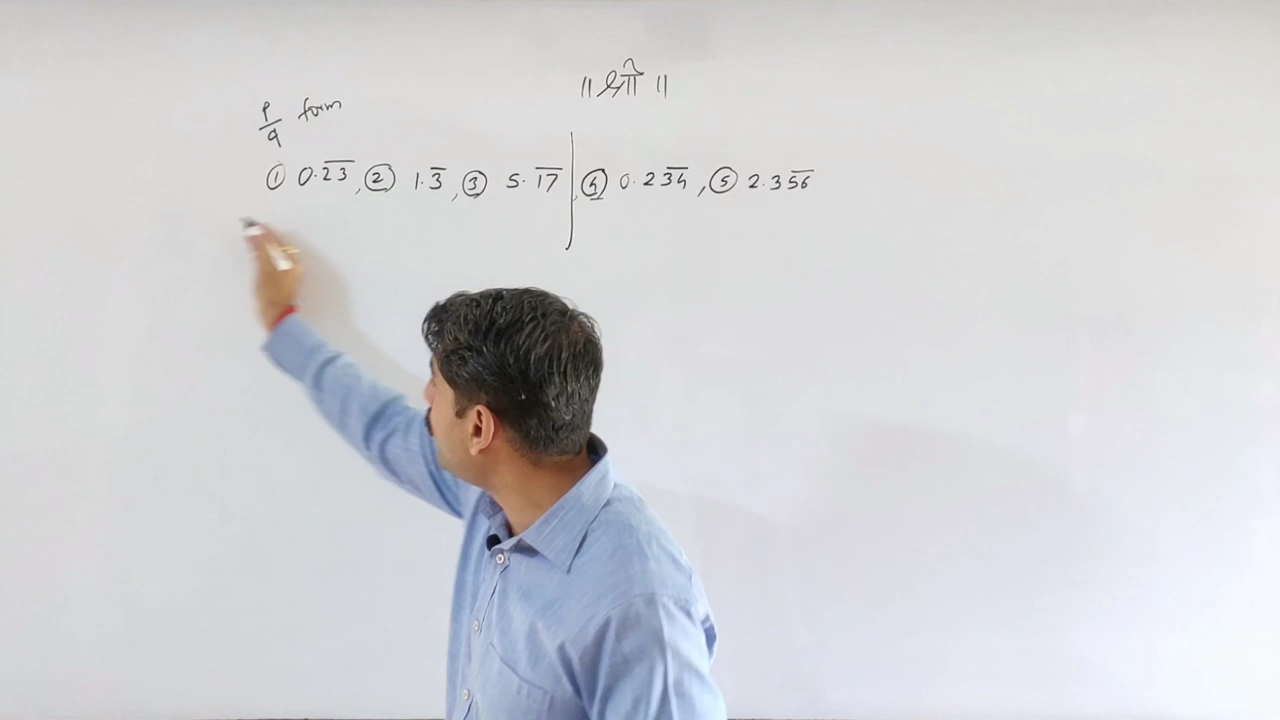 ॥ श्री ॥
P/q form
① 0.2̅3̅, ② 1.3̅, ③ 5.1̅7̅, ④ 0.23̅4̅, ⑤ 2.35̅6̅